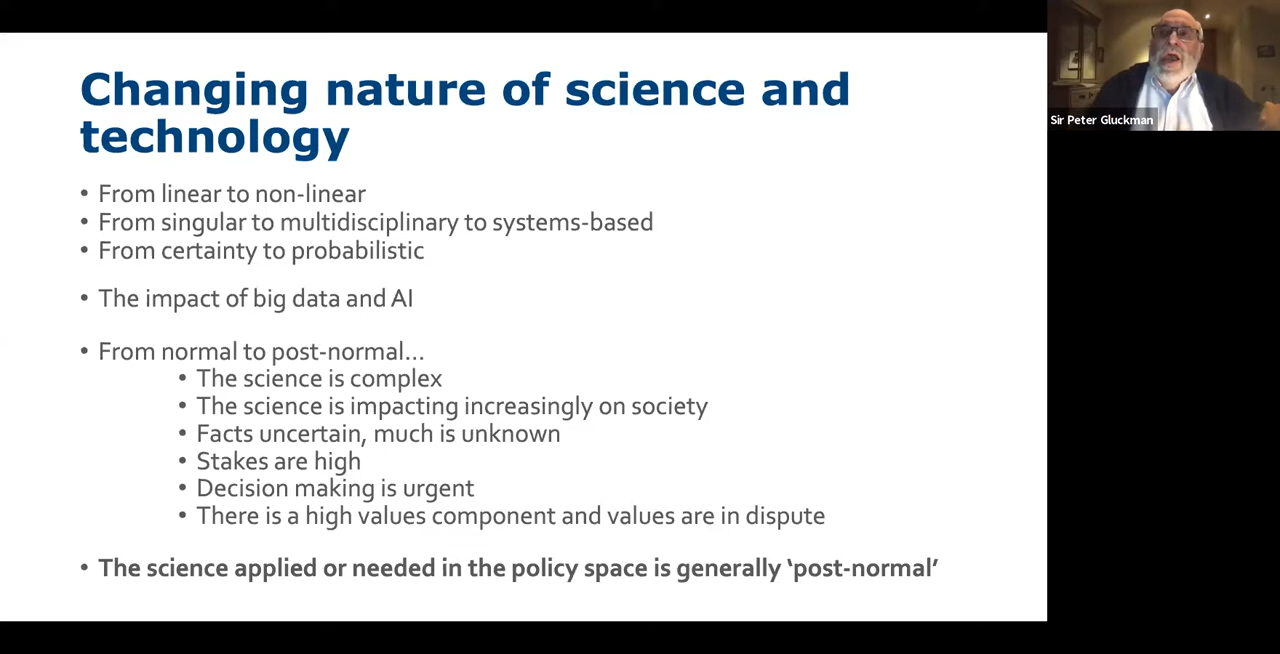 Changing nature of science and
technology
• From linear to non-linear
• From singular to multidisciplinary to systems-based
• From certainty to probabilistic
• The impact of big data and AI
• From normal to post-normal...
• The science is complex
• The science is impacting increasingly on society
• Facts uncertain, much is unknown
• Stakes are high
• Decision making is urgent
• There is a high values component and values are in dispute
• The science applied or needed in the policy space is generally ‘post-normal’
Sir Peter Gluckman